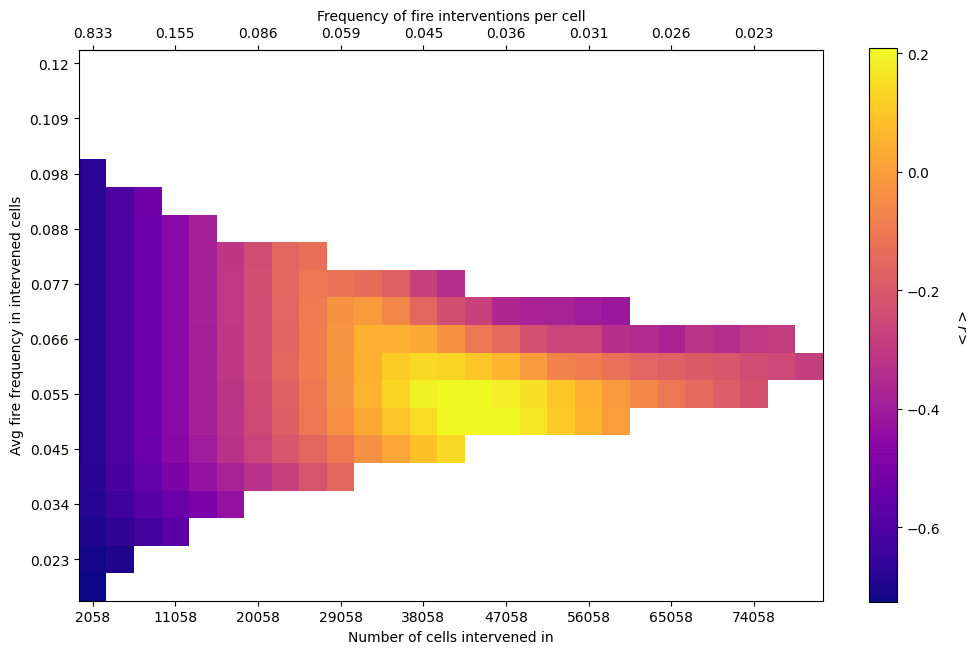 Frequency of fire interventions per cell
0.833 0.155 0.086 0.059 0.045 0.036 0.031 0.026 0.023
0.12
0.109
0.098
0.088
0.077
0.066
0.055
0.045
0.034
0.023
Avg fire frequency in intervened cells
2058 11058 20058 29058 38058 47058 56058 65058 74058
Number of cells intervened in
0.2
0.0
−0.2
−0.4
−0.6
< r >